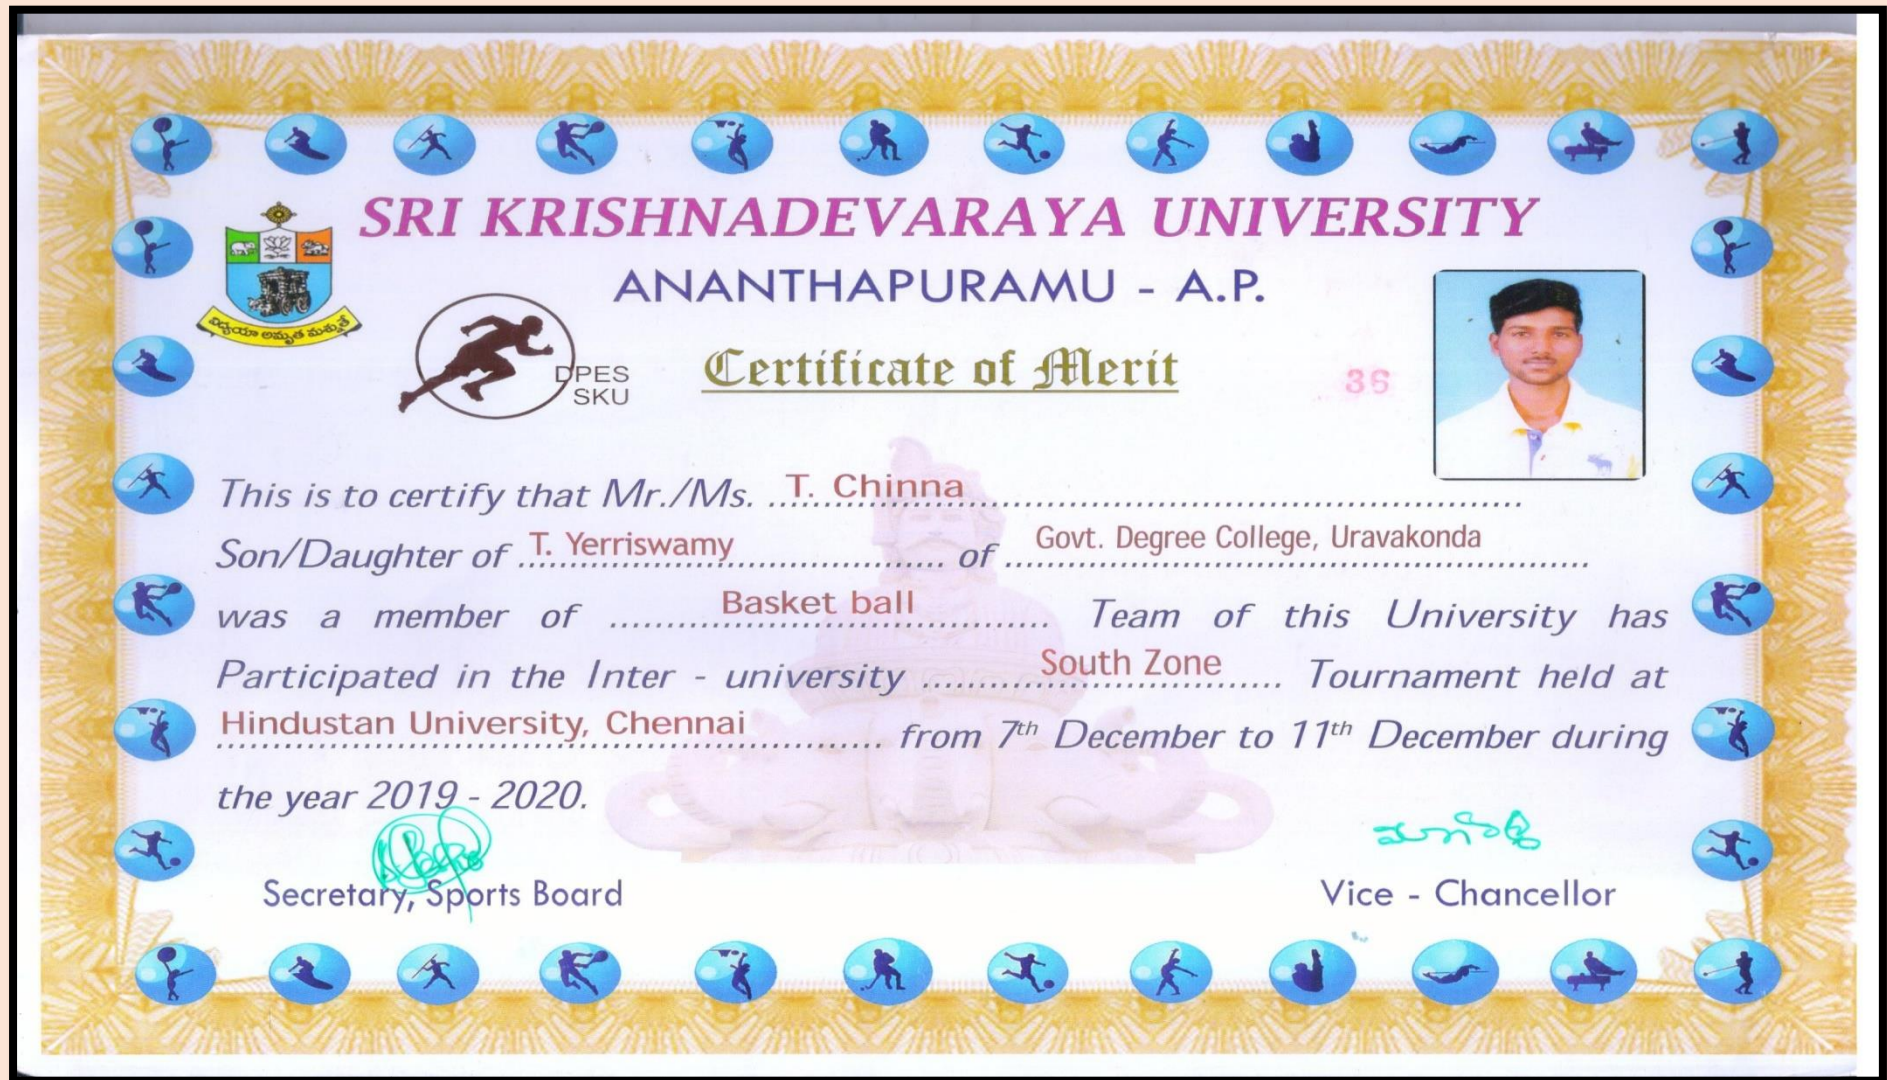 SRI KRISHNADEVARAYA UNIVERSITY
ANANTHAPURAMU - A.P.
విద్యయా అమృత మశ్నుతే
DPES
SKU
Certificate of Merit
36
This is to certify that Mr./Ms. ..T. Chinna
Son/Daughter of T. Yerriswamy of Govt. Degree College, Uravakonda
was a member of Basket ball Team of this University has
Participated in the Inter - university South Zone Tournament held at
Hindustan University, Chennai from 7th December to 11th December during
the year 2019 - 2020.
Secretary, Sports Board
Vice - Chancellor